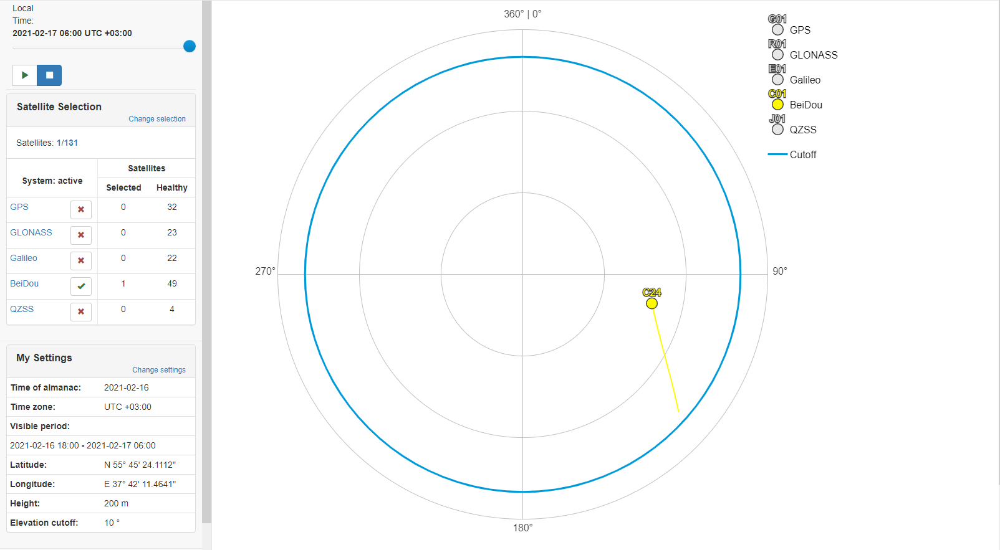 Local
Time:
2021-02-17 06:00 UTC +03:00
Satellite Selection
Change selection
Satellites: 1/131
System: active
Satellites
Selected Healthy
GPS 0 32
GLONASS 0 23
Galileo 0 22
BeiDou 1 49
QZSS 0 4
My Settings
Change settings
Time of almanac: 2021-02-16
Time zone: UTC +03:00
Visible period:
2021-02-16 18:00 - 2021-02-17 06:00
Latitude: N 55° 45' 24.1112"
Longitude: E 37° 42' 11.4641"
Height: 200 m
Elevation cutoff: 10 °
360° | 0°
270°
90°
C24
180°
G01
GPS
R01
GLONASS
E01
Galileo
C01
BeiDou
J01
QZSS
Cutoff